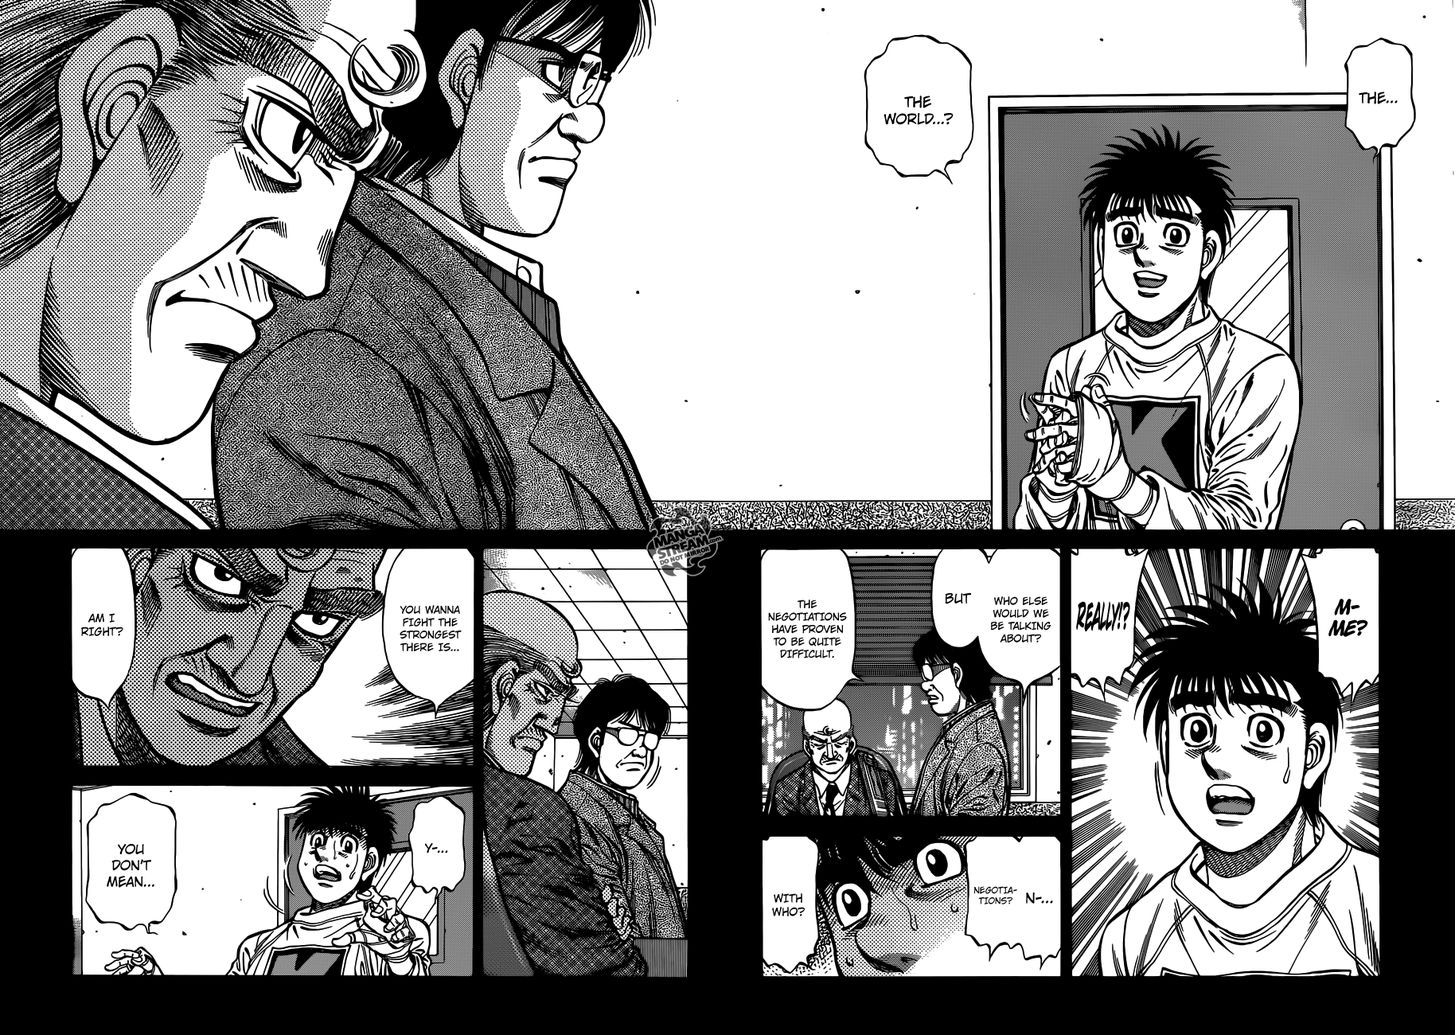 THE...
THE
WORLD...?
K
M-
ME?
REALLY!?
WHO ELSE
WOULD WE
BE TALKING
ABOUT?
BUT
THE
NEGOTIATIONS
HAVE PROVEN
TO BE QUITE
DIFFICULT.
N-...
NEGOTIA-
TIONS?
WITH
WHO?
YOU WANNA
FIGHT THE
STRONGEST
THERE IS...
AM I
RIGHT?
Y-...
YOU
DON'T
MEAN...
MANGA
STREAM
DO NOT MIRROR